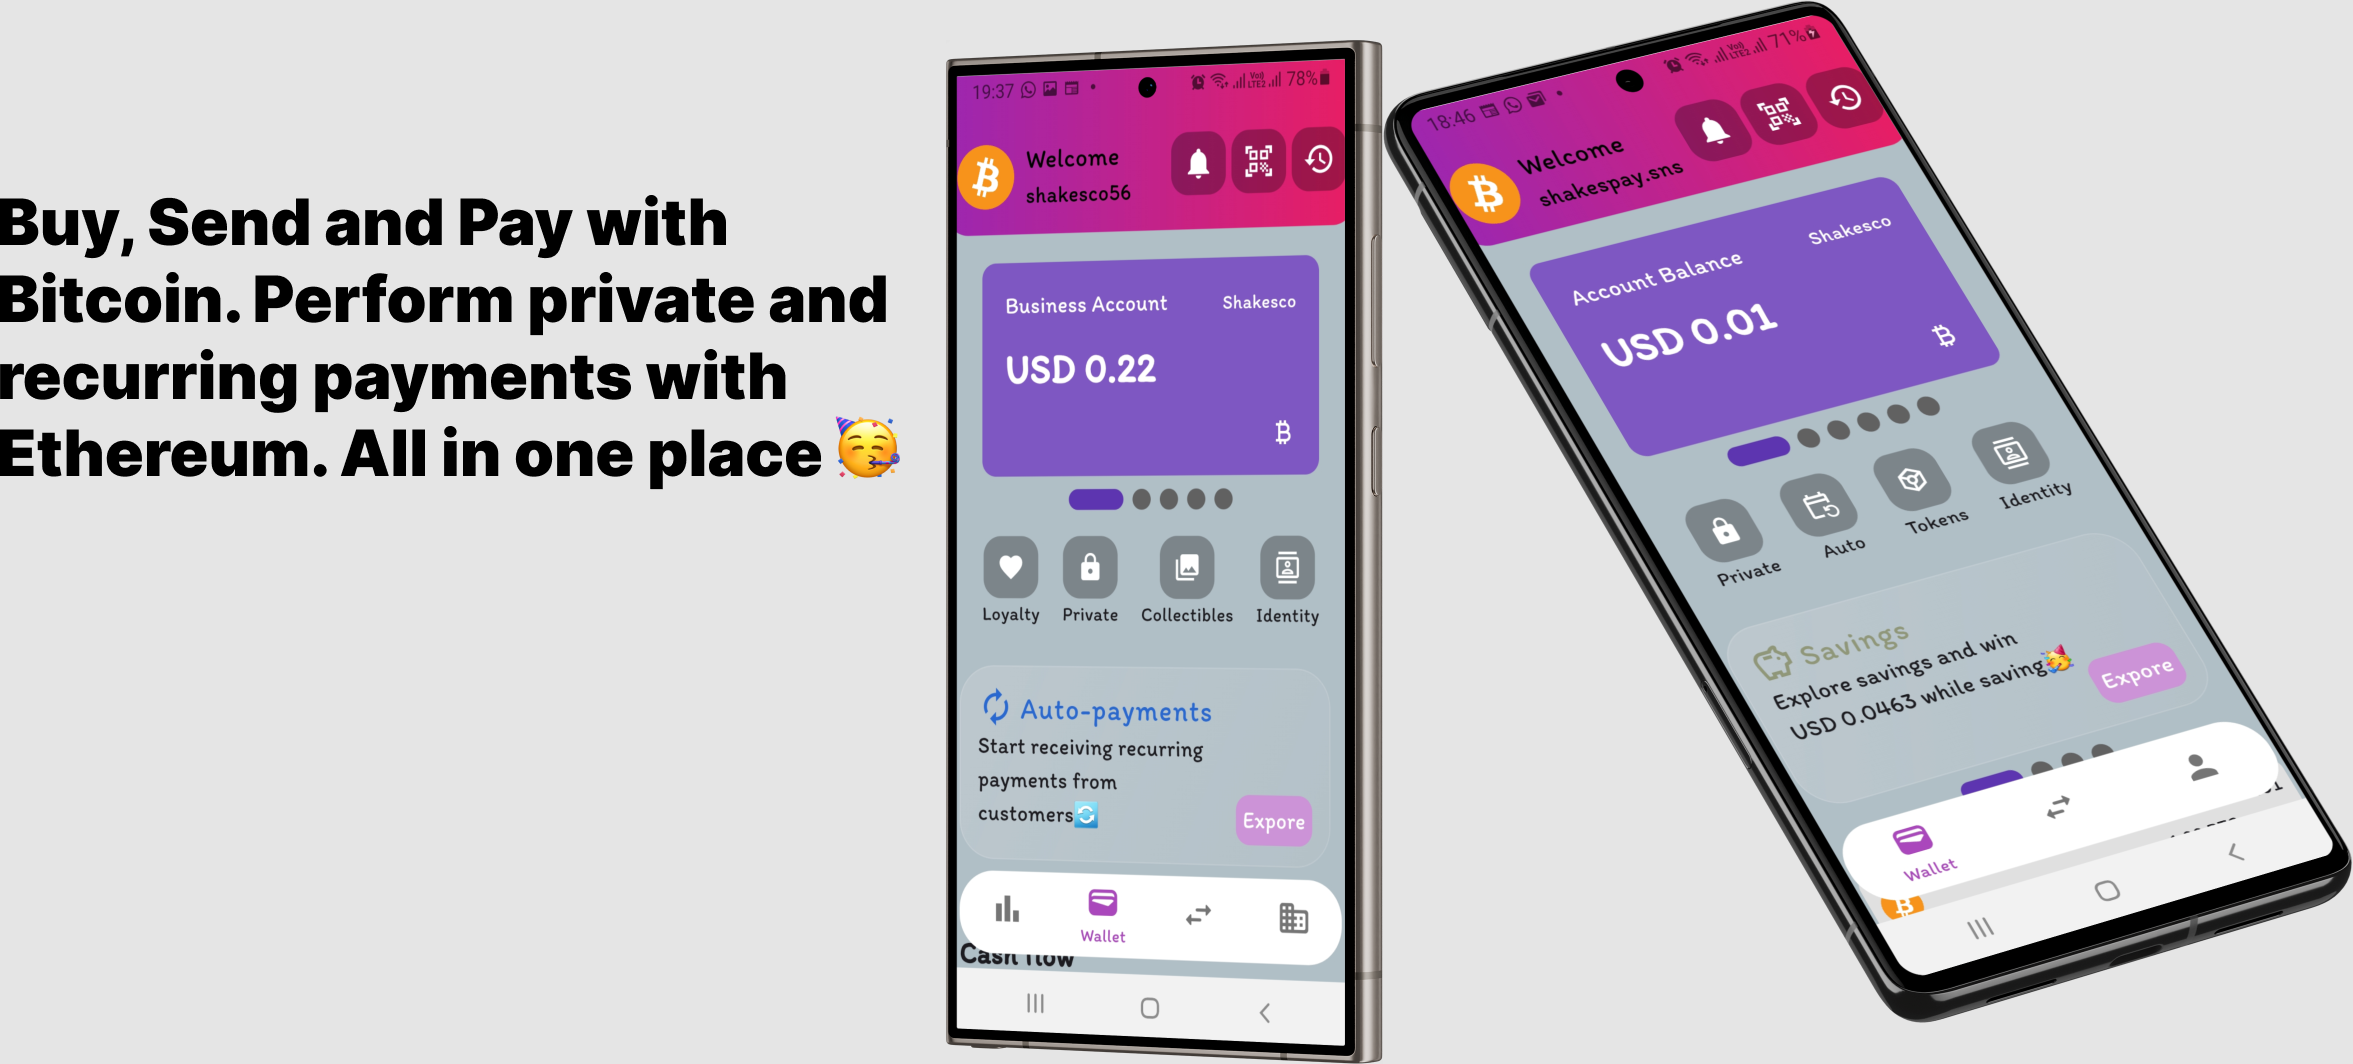 Buy, Send and Pay with
Bitcoin. Perform private and
recurring payments with
Ethereum. All in one place 🥳
19:37
78%
Welcome
shakesco56
Business Account
Shakesco
USD 0.22
Loyalty
Private
Collectibles
Identity
Auto-payments
Start receiving recurring
payments from
customers🔄
Expore
Wallet
Cash flow
18:46
71%
Welcome
shakespay.sns
Account Balance
Shakesco
USD 0.01
Private
Auto
Tokens
Identity
Savings
Explore savings and win
USD 0.0463 while saving🥳
Expore
Wallet